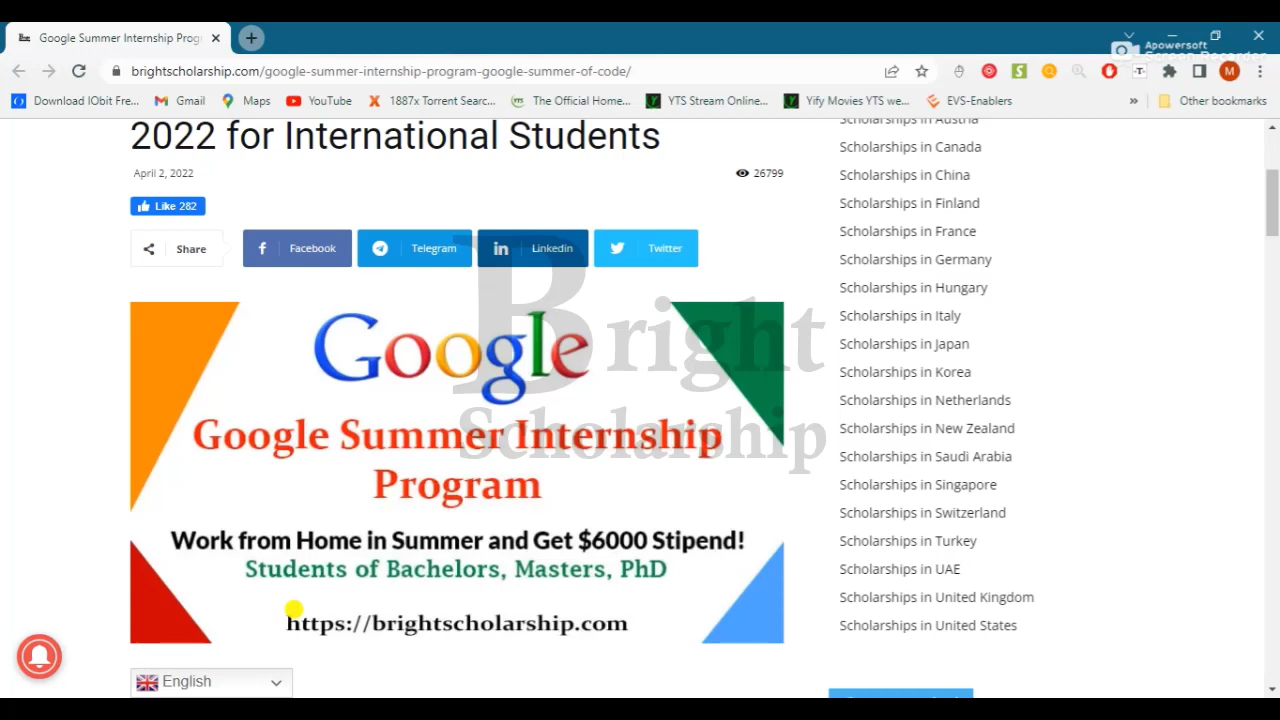 Google Summer Internship Prog
Apowersoft
Screen Recorder
brightscholarship.com/google-summer-internship-program-google-summer-of-code/
M
Download IObit Fre...
Gmail
Maps
YouTube
1887x Torrent Searc...
The Official Home...
YTS Stream Online...
Yify Movies YTS we...
EVS-Enablers
»
Other bookmarks
2022 for International Students
April 2, 2022
26799
Like 282
Share
Facebook
Telegram
Linkedin
Twitter
Bright
Scholarship
Google
Google Summer Internship
Program
Work from Home in Summer and Get $6000 Stipend!
Students of Bachelors, Masters, PhD
https://brightscholarship.com
English
Scholarships in Austria
Scholarships in Canada
Scholarships in China
Scholarships in Finland
Scholarships in France
Scholarships in Germany
Scholarships in Hungary
Scholarships in Italy
Scholarships in Japan
Scholarships in Korea
Scholarships in Netherlands
Scholarships in New Zealand
Scholarships in Saudi Arabia
Scholarships in Singapore
Scholarships in Switzerland
Scholarships in Turkey
Scholarships in UAE
Scholarships in United Kingdom
Scholarships in United States